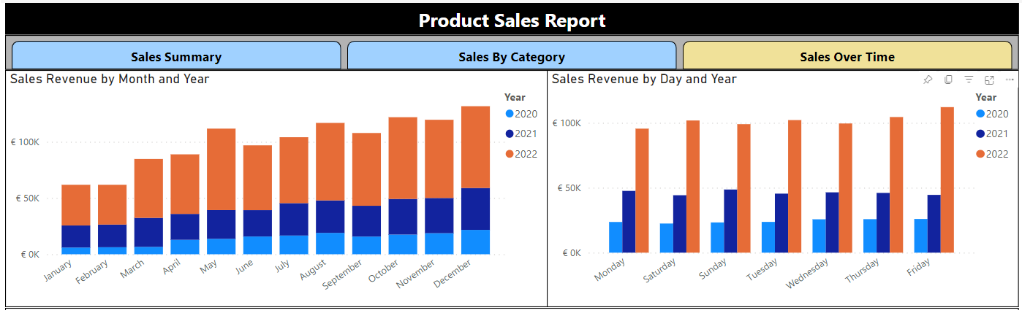 Product Sales Report
Sales Summary
Sales By Category
Sales Over Time
Sales Revenue by Month and Year
Year
2020
2021
2022
€ 100K
€ 50K
€ 0K
January
February
March
April
May
June
July
August
September
October
November
December
Sales Revenue by Day and Year
Year
2020
2021
2022
€ 100K
€ 50K
€ 0K
Monday
Saturday
Sunday
Tuesday
Wednesday
Thursday
Friday